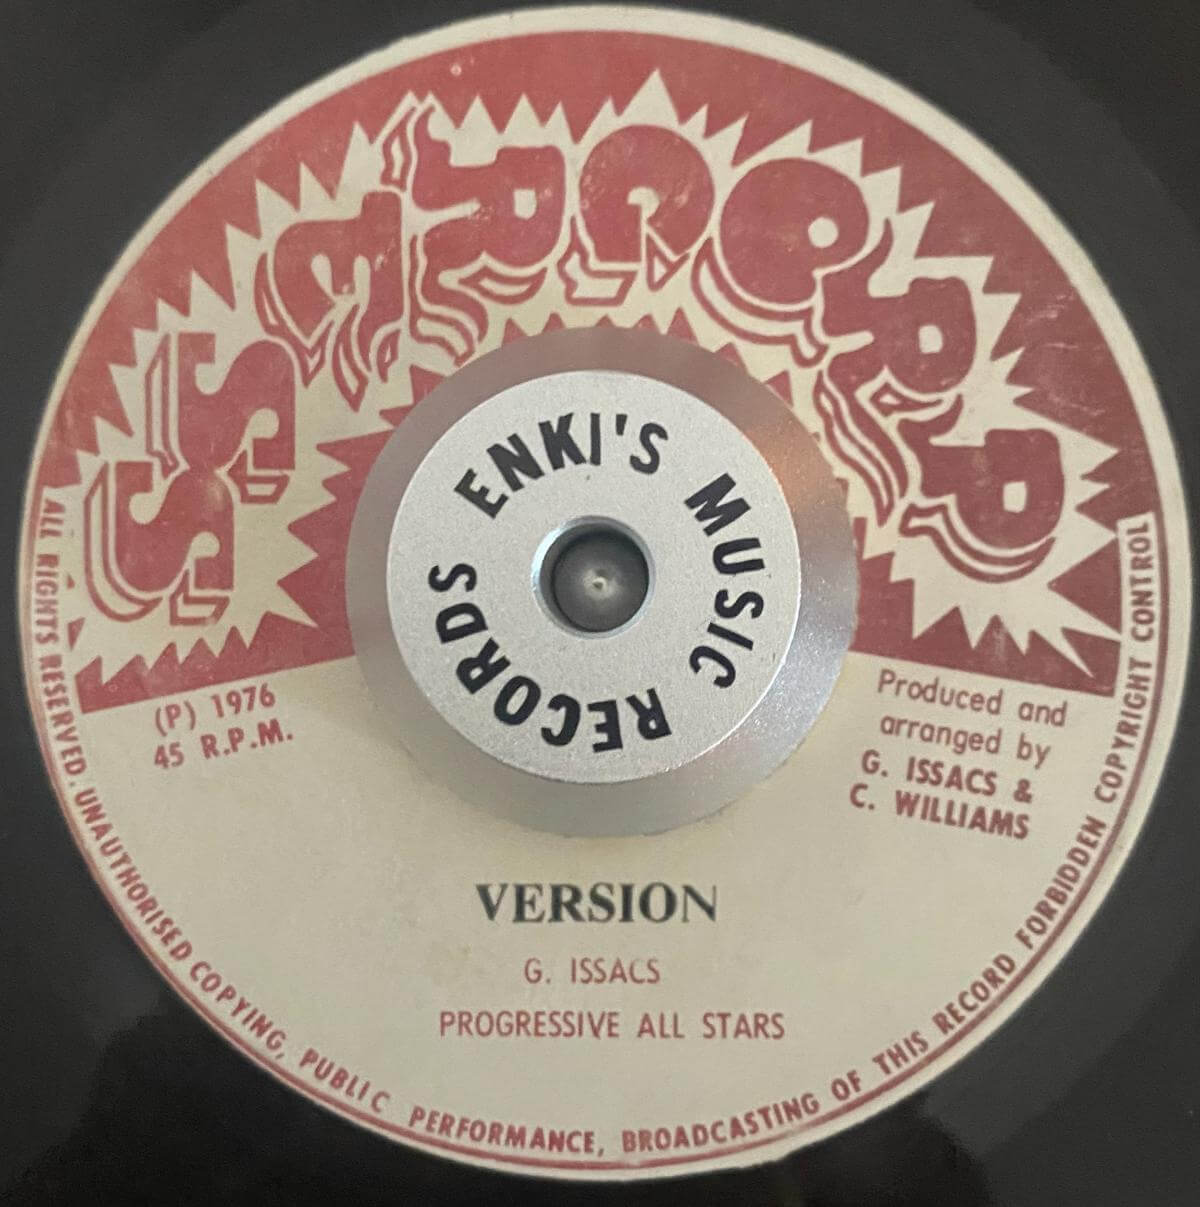 PROGRESS
ENKI'S MUSIC RECORDS
(P) 1976
45 R.P.M.
Produced and
arranged by
G. ISSACS &
C. WILLIAMS
VERSION
G. ISSACS
PROGRESSIVE ALL STARS
ALL RIGHTS RESERVED. UNAUTHORISED COPYING, PUBLIC PERFORMANCE, BROADCASTING OF THIS RECORD FORBIDDEN COPYRIGHT CONTROL